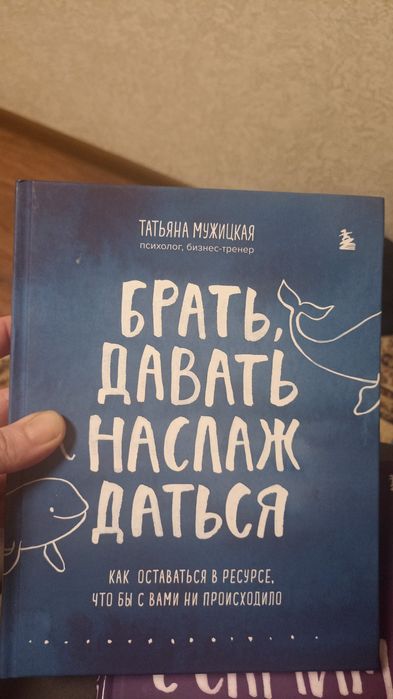 ТАТЬЯНА МУЖИЦКАЯ
психолог, бизнес-тренер
БРАТЬ,
ДАВАТЬ
НАСЛАЖ
ДАТЬСЯ
КАК ОСТАВАТЬСЯ В РЕСУРСЕ,
ЧТО БЫ С ВАМИ НИ ПРОИСХОДИЛО